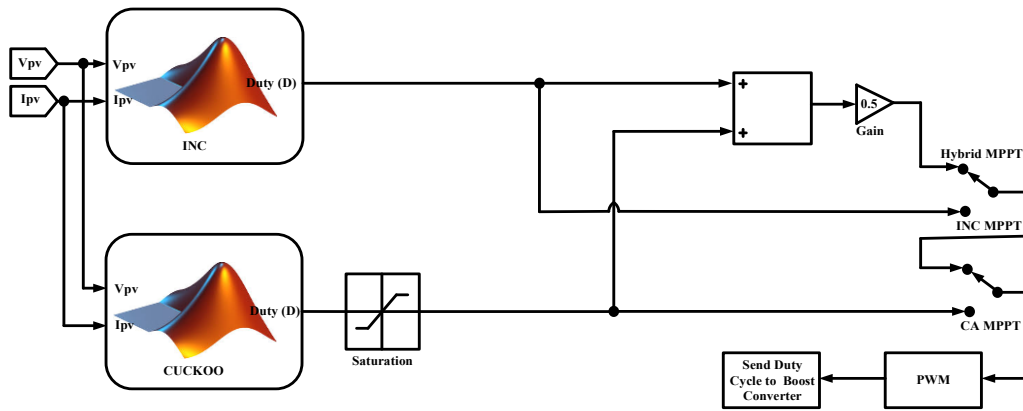 Vpv
Ipv
Vpv
Ipv
Duty (D)
INC
+
+
0.5
Gain
Hybrid MPPT
INC MPPT
Vpv
Ipv
Duty (D)
CUCKOO
Saturation
CA MPPT
Send Duty
Cycle to Boost
Converter
PWM